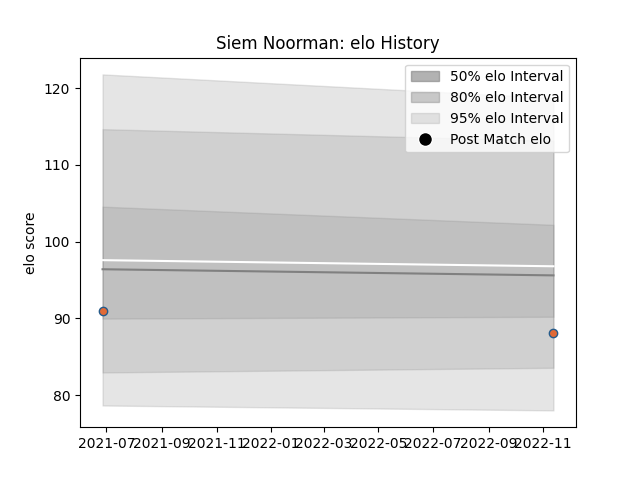 Siem Noorman: elo History
50% elo Interval
80% elo Interval
95% elo Interval
Post Match elo
elo score
120
110
100
90
80
2021-07 2021-09 2021-11 2022-01 2022-03 2022-05 2022-07 2022-09 2022-11